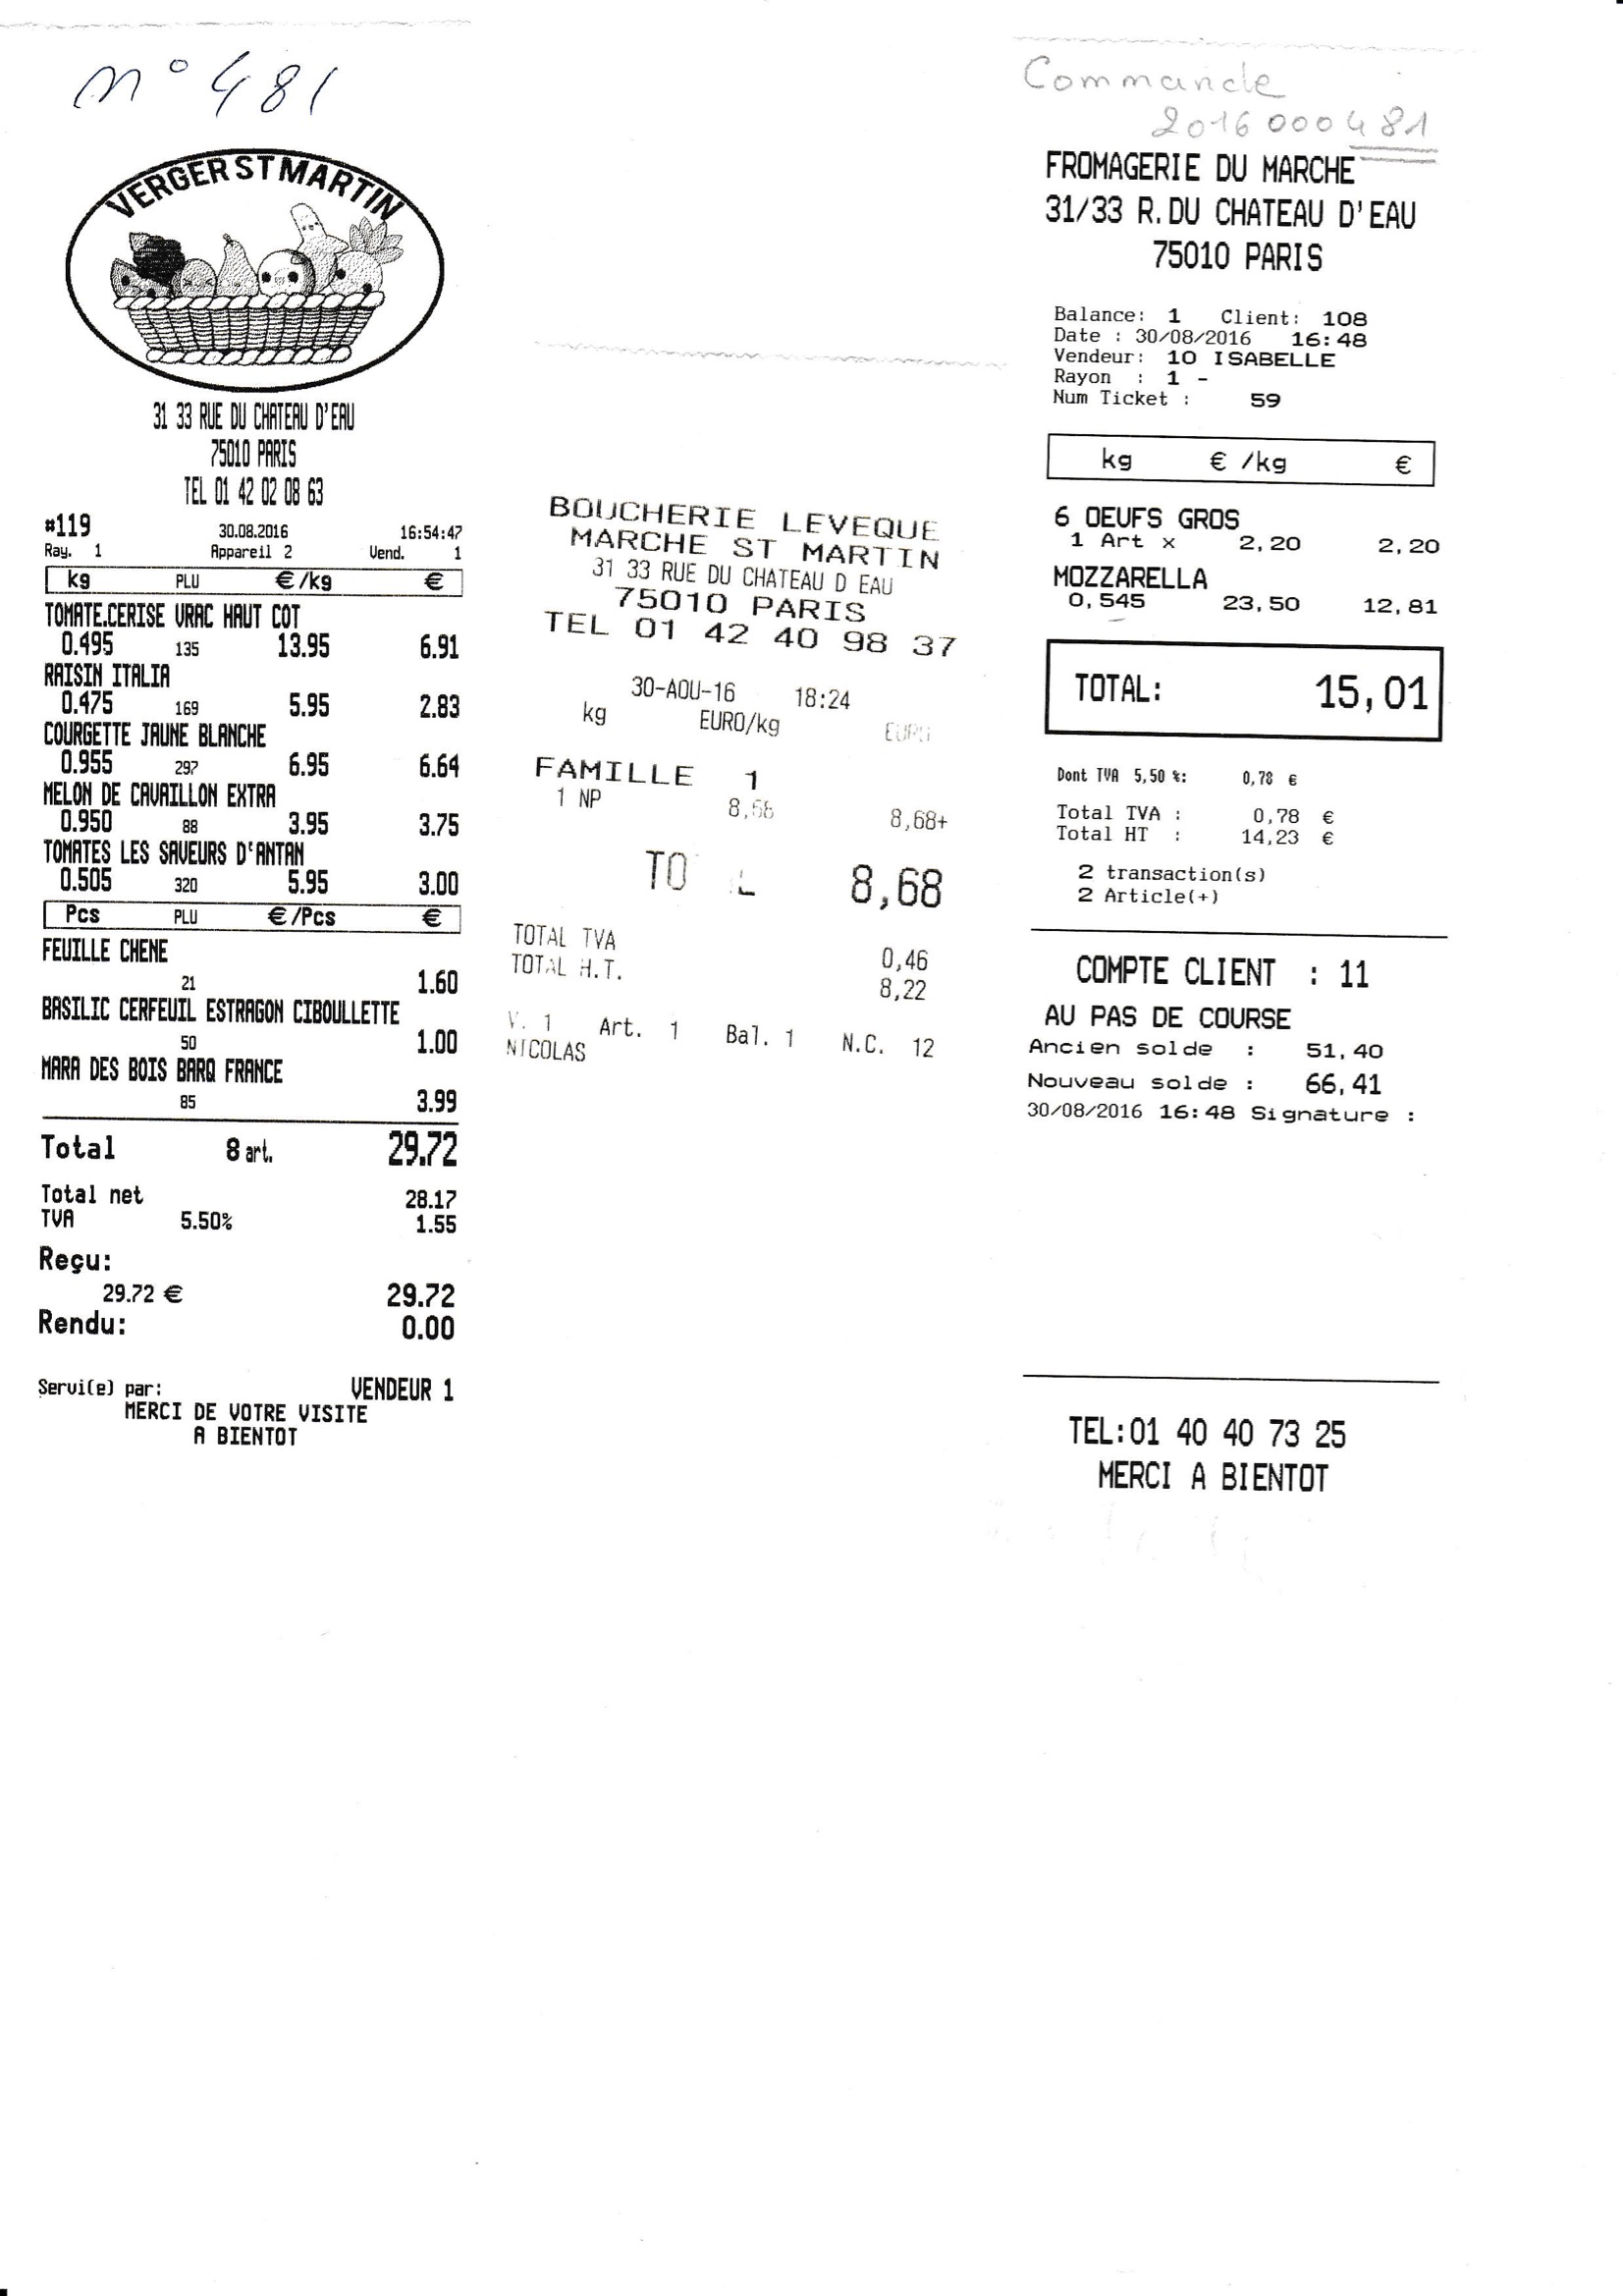 n° 481
VERGER ST MARTIN
31 33 RUE DU CHATEAU D'EAU
75010 PARIS
TEL 01 42 02 08 63
#119 30.08.2016 16:54:47
Ray. 1 Appareil 2 Vend. 1
kg PLU €/kg €
TOMATE.CERISE VRAC HAUT COT
0.495 135 13.95 6.91
RAISIN ITALIA
0.475 169 5.95 2.83
COURGETTE JAUNE BLANCHE
0.955 297 6.95 6.64
MELON DE CAVAILLON EXTRA
0.950 88 3.95 3.75
TOMATES LES SAVEURS D'ANTAN
0.505 320 5.95 3.00
Pcs PLU €/Pcs €
FEUILLE CHENE
21 1.60
BASILIC CERFEUIL ESTRAGON CIBOULLETTE
50 1.00
MARA DES BOIS BARQ FRANCE
85 3.99
Total 8 art. 29.72
Total net 28.17
TVA 5.50% 1.55
Reçu:
29.72 € 29.72
Rendu: 0.00
Servi(e) par: VENDEUR 1
MERCI DE VOTRE VISITE
A BIENTOT
BOUCHERIE LEVEQUE
MARCHE ST MARTIN
31 33 RUE DU CHATEAU D EAU
75010 PARIS
TEL 01 42 40 98 37
30-AOU-16 18:24
kg EURO/kg EURO
FAMILLE 1
1 NP 8,68 8,68+
TO L 8,68
TOTAL TVA 0,46
TOTAL H.T. 8,22
V. 1 Art. 1 Bal. 1 N.C. 12
NICOLAS
Commande
2016000481
FROMAGERIE DU MARCHE
31/33 R.DU CHATEAU D'EAU
75010 PARIS
Balance: 1 Client: 108
Date : 30/08/2016 16:48
Vendeur: 10 ISABELLE
Rayon : 1 -
Num Ticket : 59
kg € /kg €
6 OEUFS GROS
1 Art x 2,20 2,20
MOZZARELLA
0,545 23,50 12,81
TOTAL: 15,01
Dont TVA 5,50 %: 0,78 €
Total TVA : 0,78 €
Total HT : 14,23 €
2 transaction(s)
2 Article(+)
COMPTE CLIENT : 11
AU PAS DE COURSE
Ancien solde : 51,40
Nouveau solde : 66,41
30/08/2016 16:48 Signature :
TEL:01 40 40 73 25
MERCI A BIENTOT